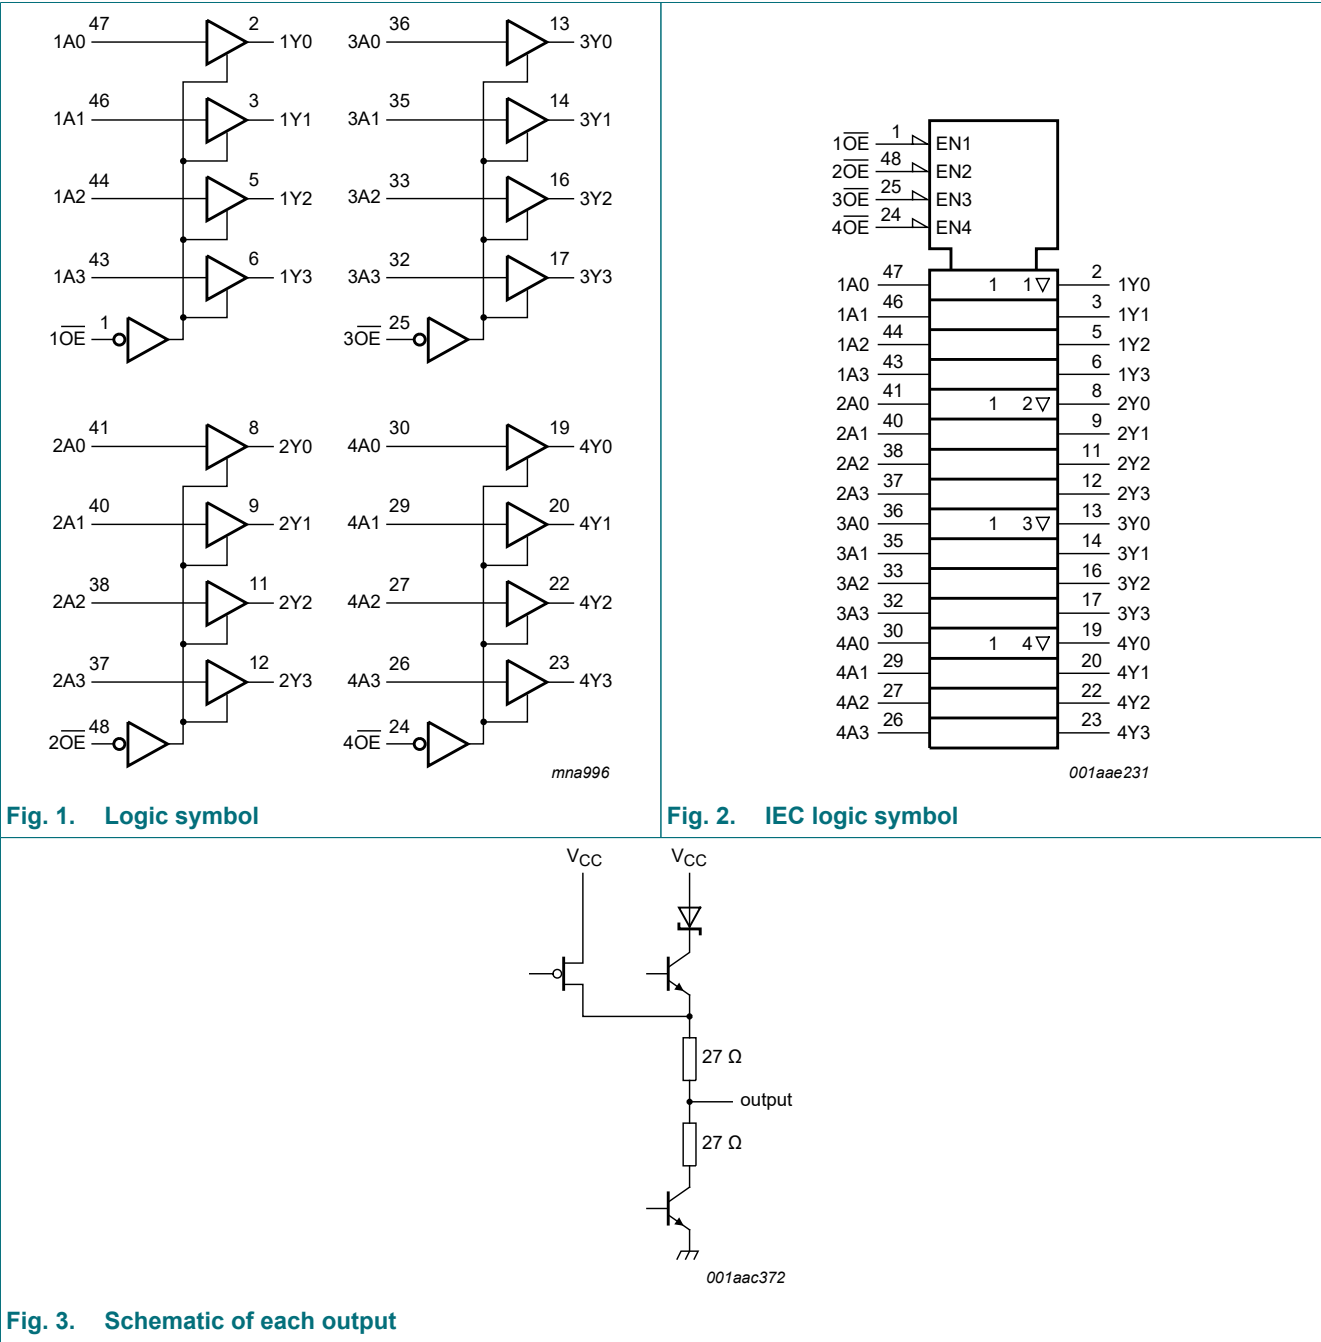 1A0 47 2 1Y0
1A1 46 3 1Y1
1A2 44 5 1Y2
1A3 43 6 1Y3
1O̅E̅ 1
3A0 36 13 3Y0
3A1 35 14 3Y1
3A2 33 16 3Y2
3A3 32 17 3Y3
3O̅E̅ 25
2A0 41 8 2Y0
2A1 40 9 2Y1
2A2 38 11 2Y2
2A3 37 12 2Y3
2O̅E̅ 48
4A0 30 19 4Y0
4A1 29 20 4Y1
4A2 27 22 4Y2
4A3 26 23 4Y3
4O̅E̅ 24
mna996
Fig. 1. Logic symbol
1O̅E̅ 1 EN1
2O̅E̅ 48 EN2
3O̅E̅ 25 EN3
4O̅E̅ 24 EN4
1A0 47 1 1▽ 2 1Y0
1A1 46 3 1Y1
1A2 44 5 1Y2
1A3 43 6 1Y3
2A0 41 1 2▽ 8 2Y0
2A1 40 9 2Y1
2A2 38 11 2Y2
2A3 37 12 2Y3
3A0 36 1 3▽ 13 3Y0
3A1 35 14 3Y1
3A2 33 16 3Y2
3A3 32 17 3Y3
4A0 30 1 4▽ 19 4Y0
4A1 29 20 4Y1
4A2 27 22 4Y2
4A3 26 23 4Y3
001aae231
Fig. 2. IEC logic symbol
VCC VCC
27 Ω
output
27 Ω
001aac372
Fig. 3. Schematic of each output